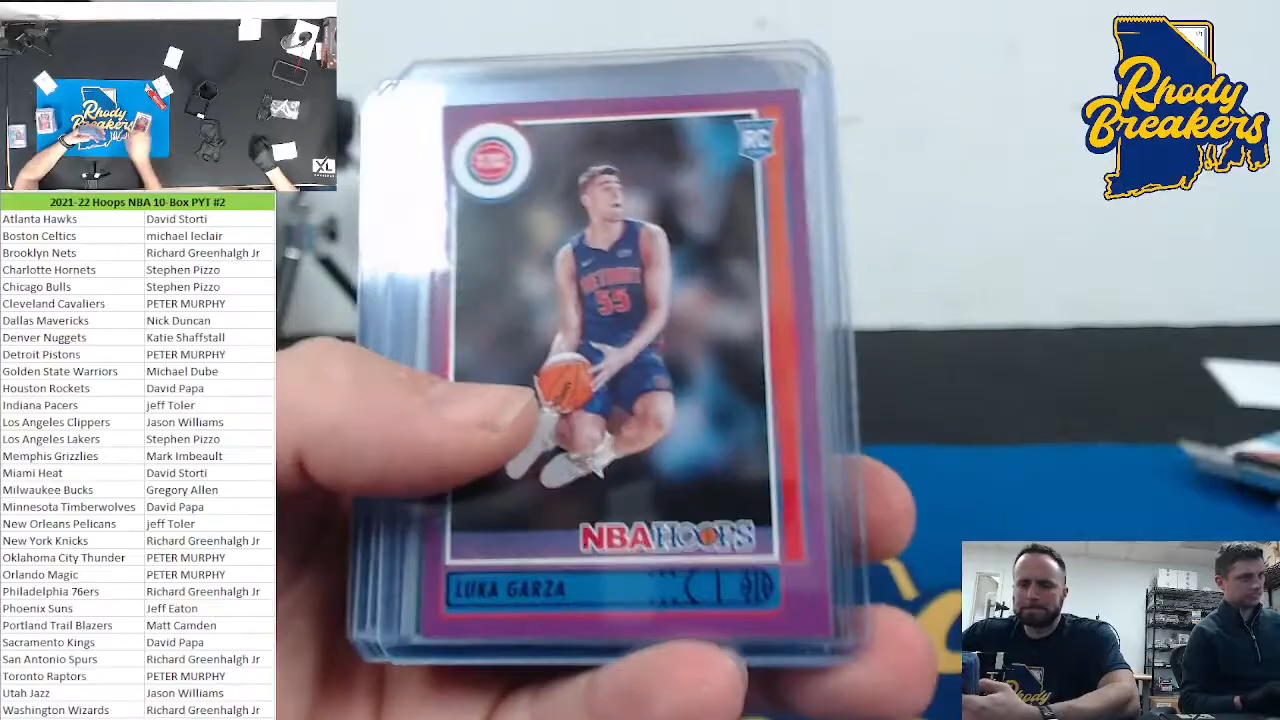 2021-22 Hoops NBA 10-Box PYT #2
Atlanta Hawks David Storti
Boston Celtics michael leclair
Brooklyn Nets Richard Greenhalgh Jr
Charlotte Hornets Stephen Pizzo
Chicago Bulls Stephen Pizzo
Cleveland Cavaliers PETER MURPHY
Dallas Mavericks Nick Duncan
Denver Nuggets Katie Shaffstall
Detroit Pistons PETER MURPHY
Golden State Warriors Michael Dube
Houston Rockets David Papa
Indiana Pacers jeff Toler
Los Angeles Clippers Jason Williams
Los Angeles Lakers Stephen Pizzo
Memphis Grizzlies Mark Imbeault
Miami Heat David Storti
Milwaukee Bucks Gregory Allen
Minnesota Timberwolves David Papa
New Orleans Pelicans jeff Toler
New York Knicks Richard Greenhalgh Jr
Oklahoma City Thunder PETER MURPHY
Orlando Magic PETER MURPHY
Philadelphia 76ers Richard Greenhalgh Jr
Phoenix Suns Jeff Eaton
Portland Trail Blazers Matt Camden
Sacramento Kings David Papa
San Antonio Spurs Richard Greenhalgh Jr
Toronto Raptors PETER MURPHY
Utah Jazz Jason Williams
Washington Wizards Richard Greenhalgh Jr
Rhody
Breakers
XL
RC
DETROIT
55
NBA HOOPS
LUKA GARZA
Rhody
Breakers
Rhody